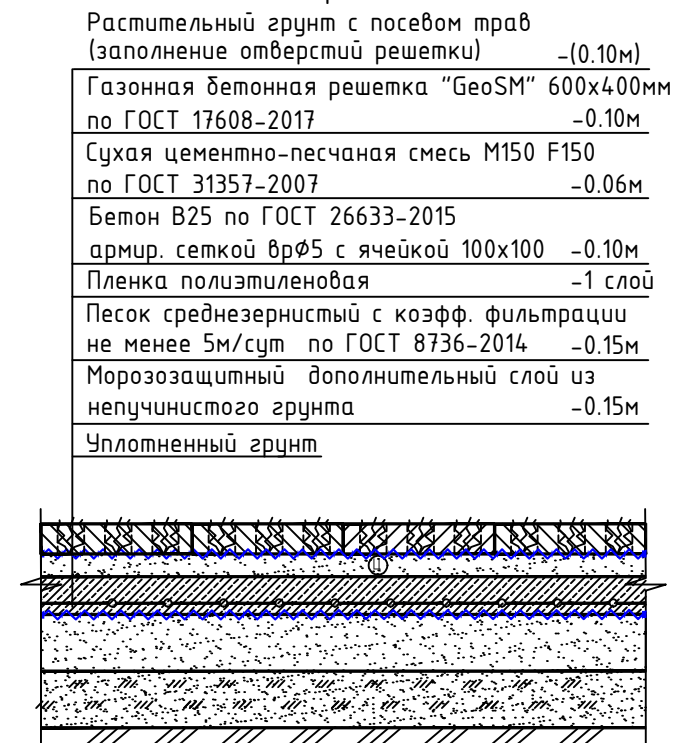 Растительный грунт с посевом трав
(заполнение отверстий решетки) -(0.10м)
Газонная бетонная решетка "GeoSM" 600х400мм
по ГОСТ 17608-2017 -0.10м
Сухая цементно-песчаная смесь М150 F150
по ГОСТ 31357-2007 -0.06м
Бетон В25 по ГОСТ 26633-2015
армир. сеткой врФ5 с ячейкой 100х100 -0.10м
Пленка полиэтиленовая -1 слой
Песок среднезернистый с коэфф. фильтрации
не менее 5м/сут по ГОСТ 8736-2014 -0.15м
Морозозащитный дополнительный слой из
непучинистого грунта -0.15м
Уплотненный грунт